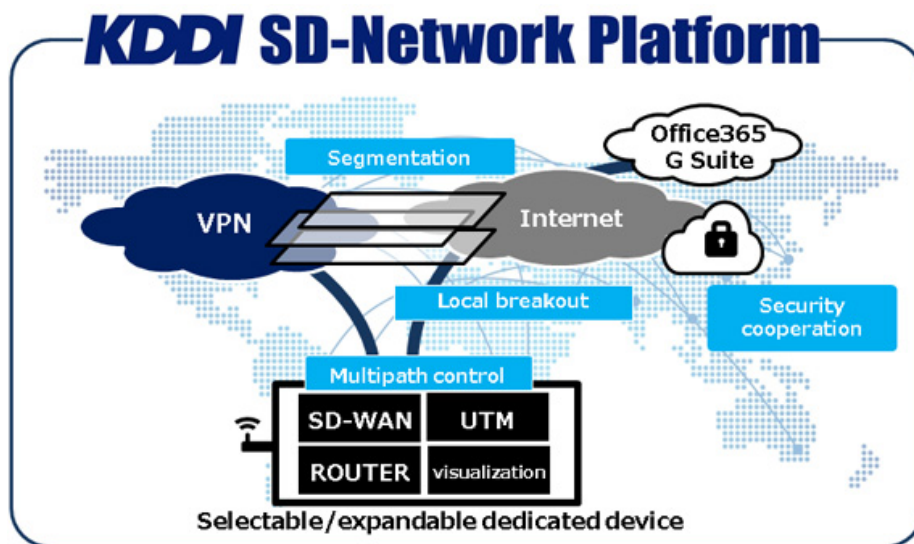 KDDI SD-Network Platform
Office365
G Suite
Segmentation
VPN
Internet
Local breakout
Security
cooperation
Multipath control
SD-WAN
UTM
ROUTER
visualization
Selectable/expandable dedicated device